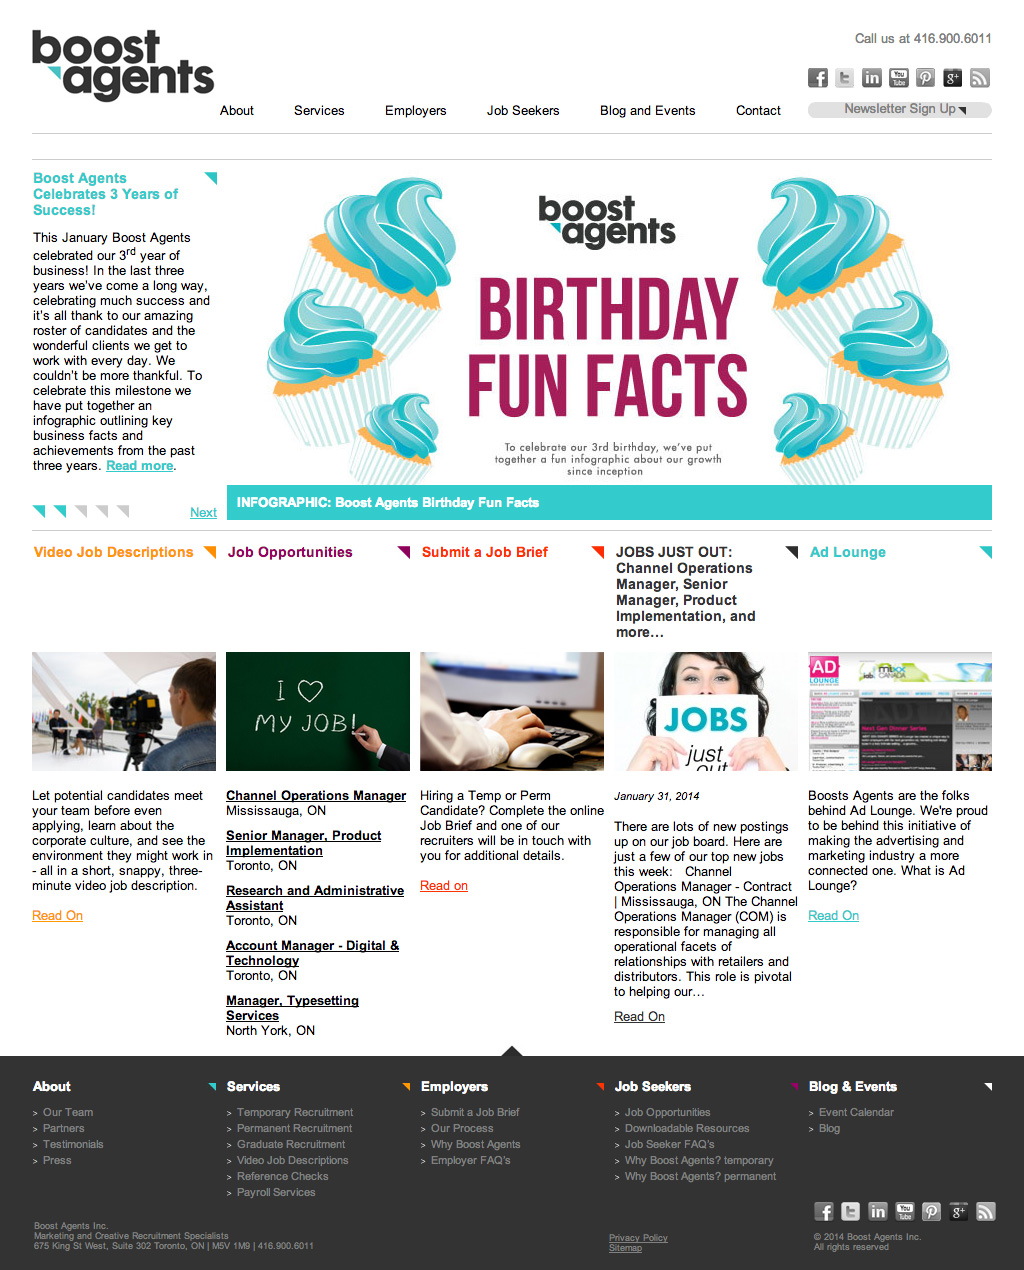 boost
agents
Call us at 416.900.6011
About Services Employers Job Seekers Blog and Events Contact
Newsletter Sign Up
Boost Agents
Celebrates 3 Years of
Success!
This January Boost Agents
celebrated our 3rd year of
business! In the last three
years we've come a long way,
celebrating much success and
it's all thank to our amazing
roster of candidates and the
wonderful clients we get to
work with every day. We
couldn't be more thankful. To
celebrate this milestone we
have put together an
infographic outlining key
business facts and
achievements from the past
three years. Read more.
Next
boost
agents
BIRTHDAY
FUN FACTS
To celebrate our 3rd birthday, we've put
together a fun infographic about our growth
since inception
INFOGRAPHIC: Boost Agents Birthday Fun Facts
Video Job Descriptions
Let potential candidates meet
your team before even
applying, learn about the
corporate culture, and see the
environment they might work in
- all in a short, snappy, three-
minute video job description.
Read On
Job Opportunities
I
MY JOB!
Channel Operations Manager
Mississauga, ON
Senior Manager, Product
Implementation
Toronto, ON
Research and Administrative
Assistant
Toronto, ON
Account Manager - Digital &
Technology
Toronto, ON
Manager, Typesetting
Services
North York, ON
Submit a Job Brief
Hiring a Temp or Perm
Candidate? Complete the online
Job Brief and one of our
recruiters will be in touch with
you for additional details.
Read on
JOBS JUST OUT:
Channel Operations
Manager, Senior
Manager, Product
Implementation, and
more…
JOBS
just
out
January 31, 2014
There are lots of new postings
up on our job board. Here are
just a few of our top new jobs
this week:   Channel
Operations Manager - Contract
| Mississauga, ON The Channel
Operations Manager (COM) is
responsible for managing all
operational facets of
relationships with retailers and
distributors. This role is pivotal
to helping our…
Read On
Ad Lounge
AD
LOUNGE
iab. mixx
CANADA
Next Gen Dinner Series
Boosts Agents are the folks
behind Ad Lounge. We're proud
to be behind this initiative of
making the advertising and
marketing industry a more
connected one. What is Ad
Lounge?
Read On
About
> Our Team
> Partners
> Testimonials
> Press
Services
> Temporary Recruitment
> Permanent Recruitment
> Graduate Recruitment
> Video Job Descriptions
> Reference Checks
> Payroll Services
Employers
> Submit a Job Brief
> Our Process
> Why Boost Agents
> Employer FAQ's
Job Seekers
> Job Opportunities
> Downloadable Resources
> Job Seeker FAQ's
> Why Boost Agents? temporary
> Why Boost Agents? permanent
Blog & Events
> Event Calendar
> Blog
Boost Agents Inc.
Marketing and Creative Recruitment Specialists
675 King St West, Suite 302 Toronto, ON | M5V 1M9 | 416.900.6011
Privacy Policy
Sitemap
© 2014 Boost Agents Inc.
All rights reserved